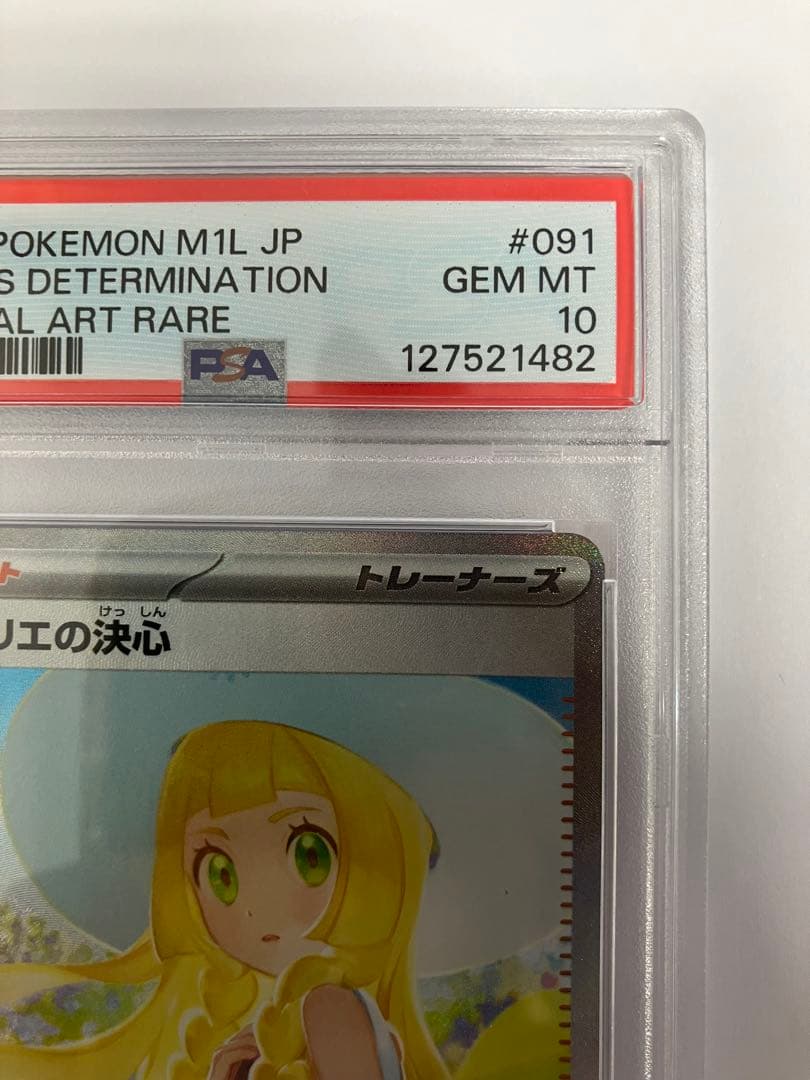 POKEMON M1L JP #091
S DETERMINATION GEM MT
AL ART RARE 10
PSA 127521482
ト トレーナーズ
けっ しん
リエの決心